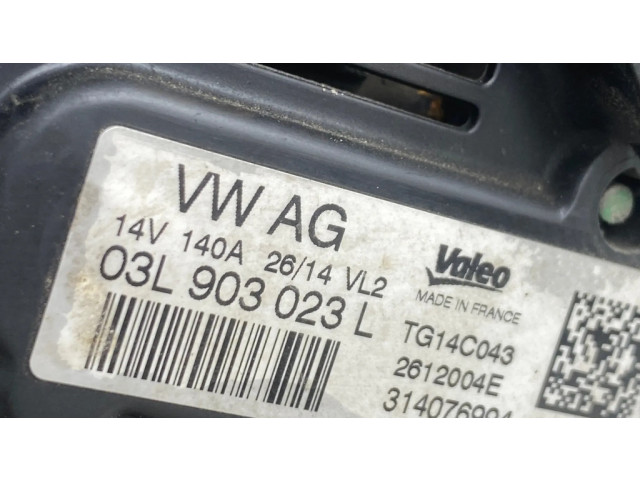 VW AG
14V 140A 26/14 VL2
03L 903 023 L
Valeo
MADE IN FRANCE
TG14C043
2612004E